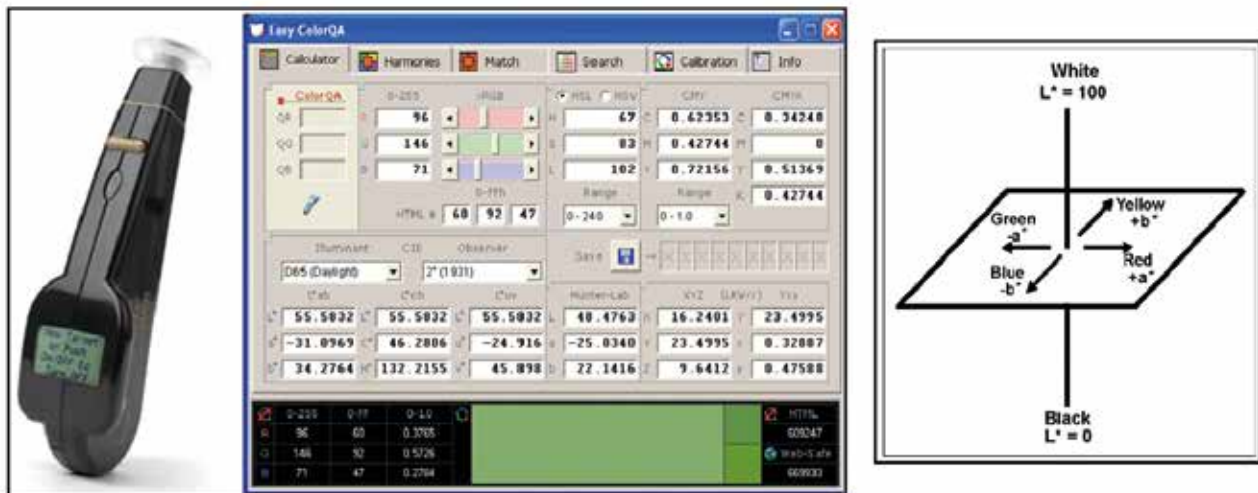 Easy ColorQA
Calculator Harmonies Match Search Calibration Info
ColorQA 0-255 sRGB HSL HSV CMY CMYK
QR R 96 H 67 C 0.62353 C 0.34248
QG G 146 S 83 M 0.42744 M 0
QB B 71 L 102 Y 0.72156 Y 0.51369
0-FFh Range Range K 0.42744
HTML # 60 92 47 0 - 240 0 - 1.0
Illuminant CIE Observer Save
D65 (Daylight) 2° (1931)
L*ab L*ch L*uv Hunter-Lab XYZ Yxy
L* 55.5832 L* 55.5832 L* 55.5832 L 48.4763 X 16.2401 Y 23.4995
a* -31.0969 C* 46.2806 u* -24.916 a -25.0340 Y 23.4995 x 0.32887
b* 34.2764 H* 132.2155 v* 45.898 b 22.1416 Z 9.6412 y 0.47588
0-255 0-FF 0-1.0 HTML
R 96 60 0.3765 609247
G 146 92 0.5726 Web-Safe
B 71 47 0.2784 669933
White
L* = 100
Yellow
+b*
Green
-a*
Red
+a*
Blue
-b*
Black
L* = 0